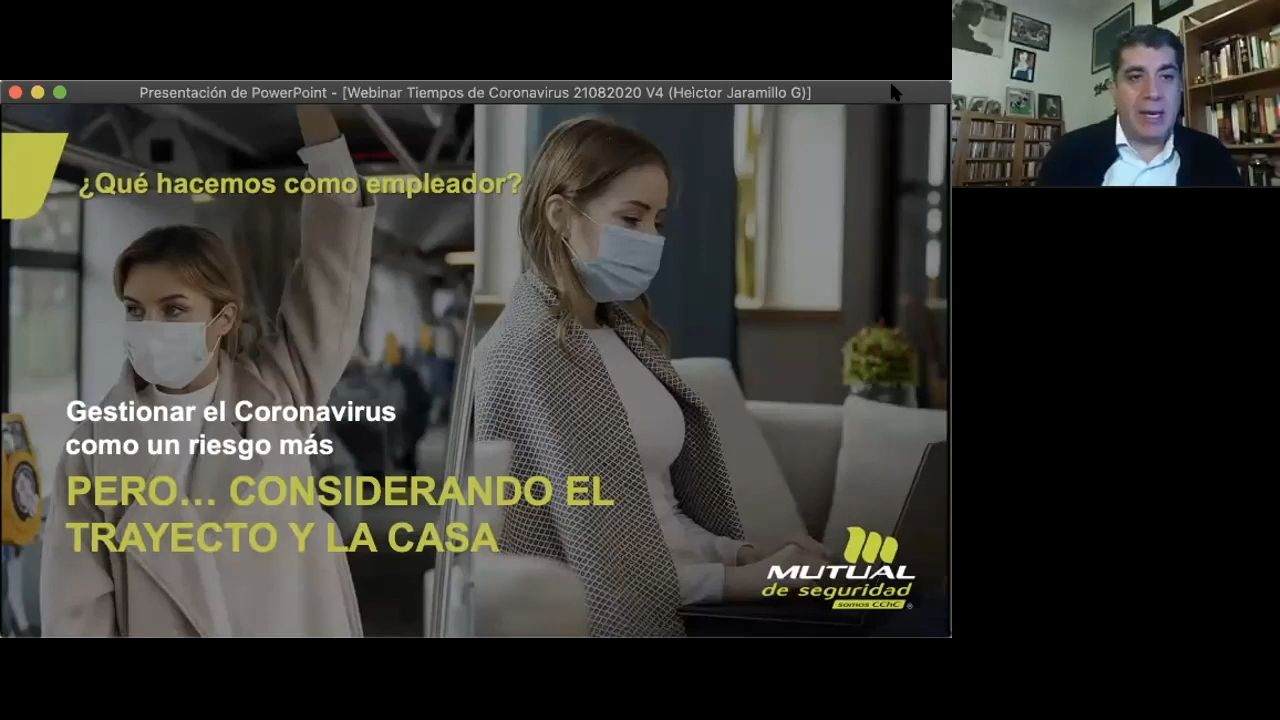 Presentación de PowerPoint - [Webinar Tiempos de Coronavirus 21082020 V4 (Heìctor Jaramillo G)]
¿Qué hacemos como empleador?
Gestionar el Coronavirus
como un riesgo más
PERO... CONSIDERANDO EL
TRAYECTO Y LA CASA
MUTUAL
de seguridad
somos CChC
®